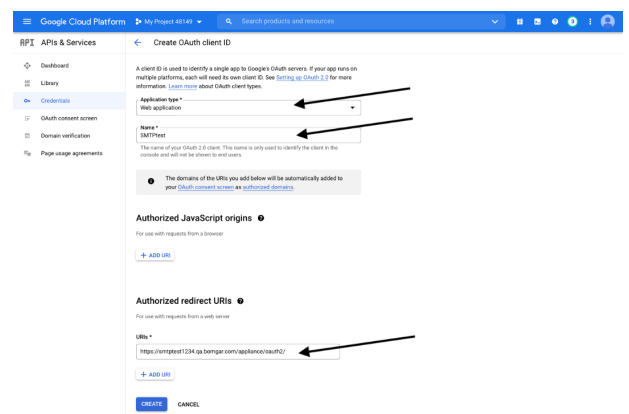 Google Cloud Platform
My Project 48149
Search products and resources
3
API APIs & Services
Create OAuth client ID
Dashboard
Library
Credentials
OAuth consent screen
Domain verification
Page usage agreements
A client ID is used to identify a single app to Google's OAuth servers. If your app runs on
multiple platforms, each will need its own client ID. See Setting up OAuth 2.0 for more
information. Learn more about OAuth client types.
Application type *
Web application
Name *
SMTPtest
The name of your OAuth 2.0 client. This name is only used to identify the client in the
console and will not be shown to end users.
The domains of the URIs you add below will be automatically added to
your OAuth consent screen as authorized domains.
Authorized JavaScript origins
For use with requests from a browser
+ ADD URI
Authorized redirect URIs
For use with requests from a web server
URIs *
https://smtptest1234.qa.bomgar.com/appliance/oauth2/
+ ADD URI
CREATE CANCEL